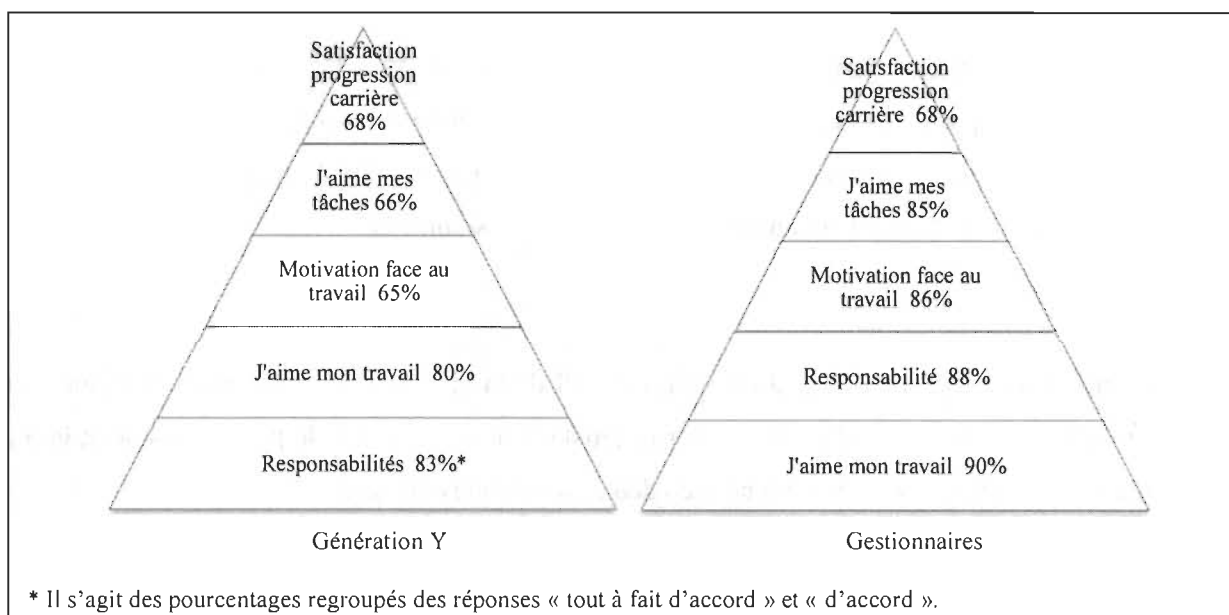 Satisfaction
progression
carrière
68%
J'aime mes
tâches 66%
Motivation face au
travail 65%
J'aime mon travail 80%
Responsabilités 83%*
Génération Y
Satisfaction
progression
carrière 68%
J'aime mes
tâches 85%
Motivation face au
travail 86%
Responsabilité 88%
J'aime mon travail 90%
Gestionnaires
* Il s'agit des pourcentages regroupés des réponses « tout à fait d'accord » et « d'accord ».